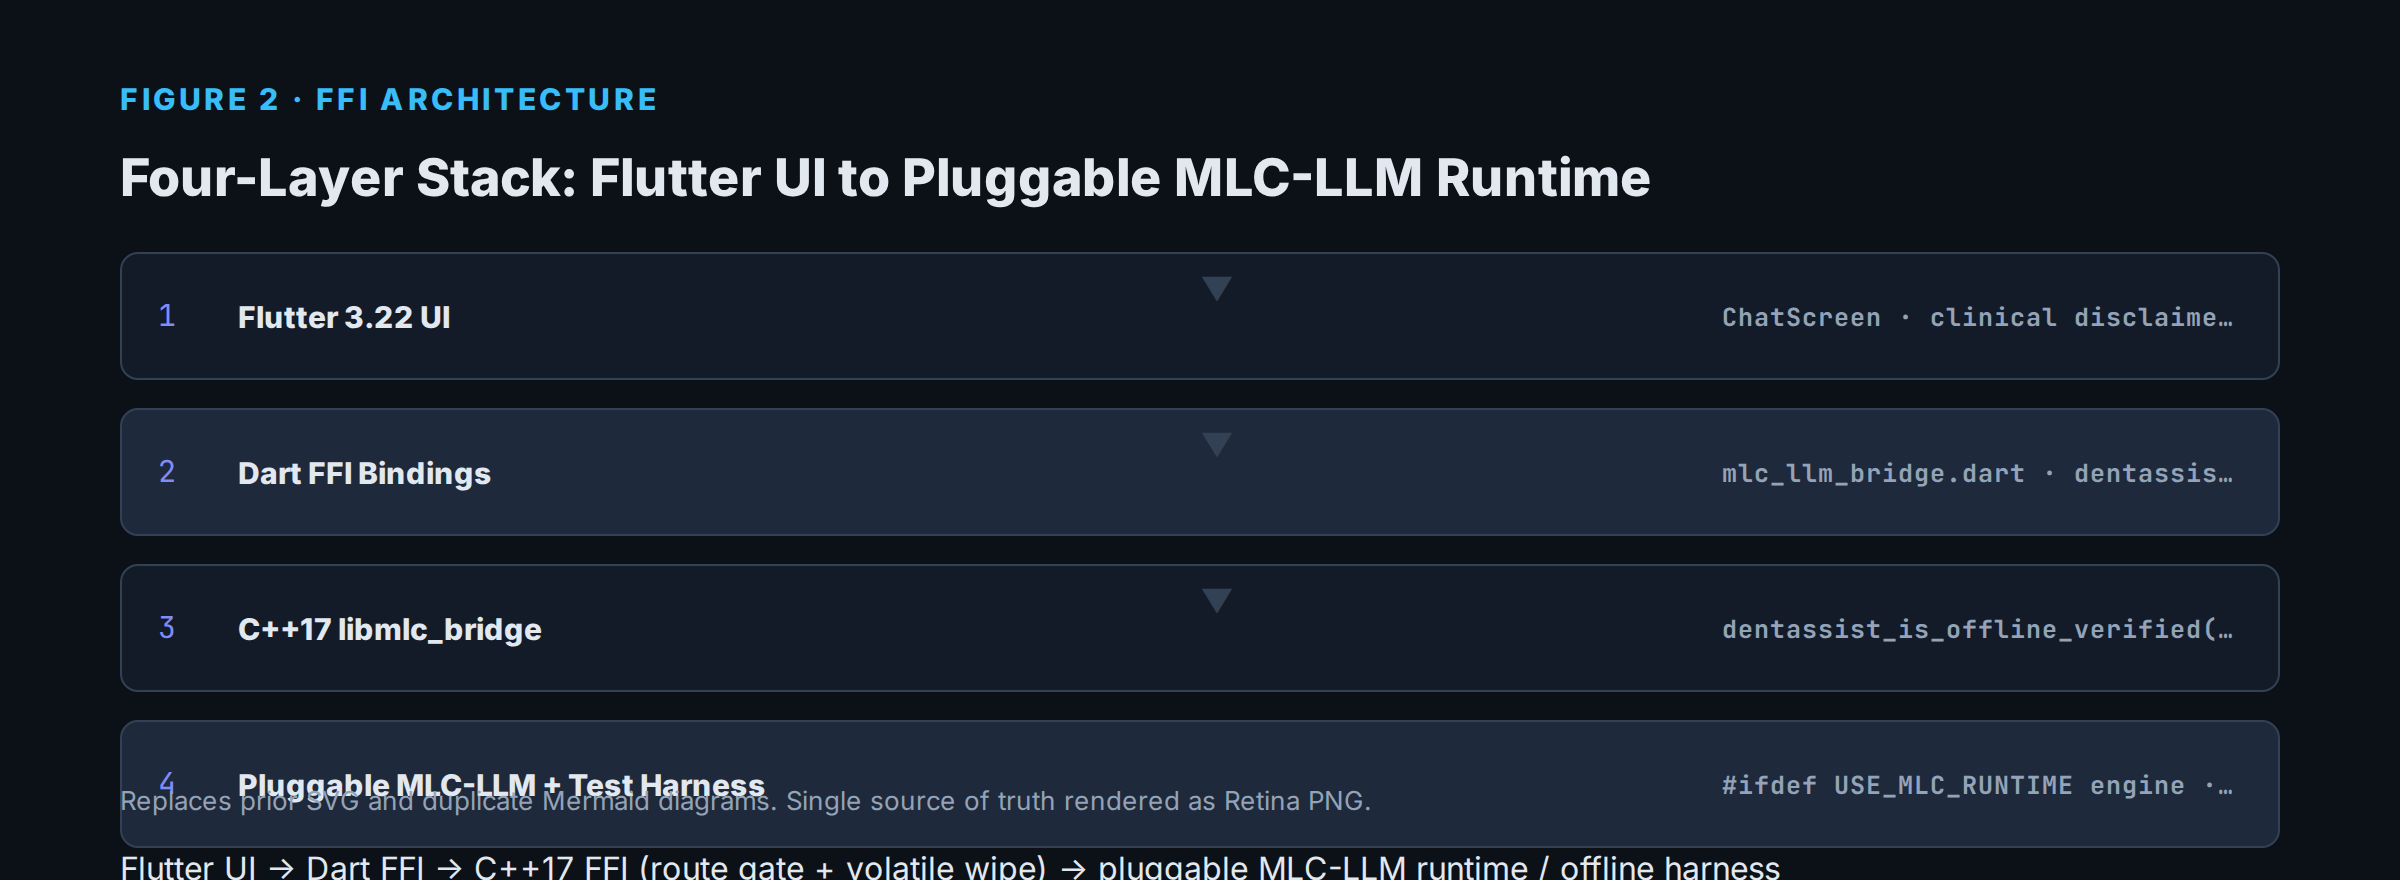 FIGURE 2 · FFI ARCHITECTURE
Four-Layer Stack: Flutter UI to Pluggable MLC-LLM Runtime
1 Flutter 3.22 UI ChatScreen · clinical disclaime…
2 Dart FFI Bindings mlc_llm_bridge.dart · dentassis…
3 C++17 libmlc_bridge dentassist_is_offline_verified(…
4 Pluggable MLC-LLM + Test Harness #ifdef USE_MLC_RUNTIME engine ·…
Replaces prior SVG and duplicate Mermaid diagrams. Single source of truth rendered as Retina PNG.
Flutter UI → Dart FFI → C++17 FFI (route gate + volatile wipe) → pluggable MLC-LLM runtime / offline harness